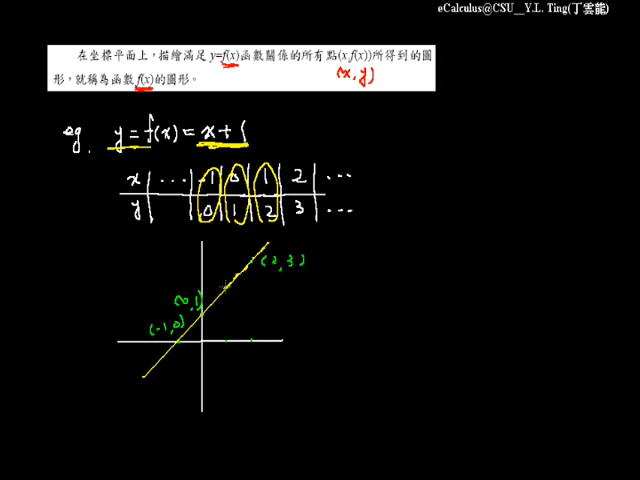 eCalculus@CSU__Y.L. Ting(丁雲龍)
在坐標平面上，描繪滿足 y=f(x)函數關係的所有點(x,f(x))所得到的圖
形，就稱為函數 f(x)的圖形。
(x,y)
eg. y=f(x)=x+1
x | ... | -1 | 0 | 1 | 2 | ...
y | | 0 | 1 | 2 | 3 | ...
(2,3)
(0,1)
(-1,0)